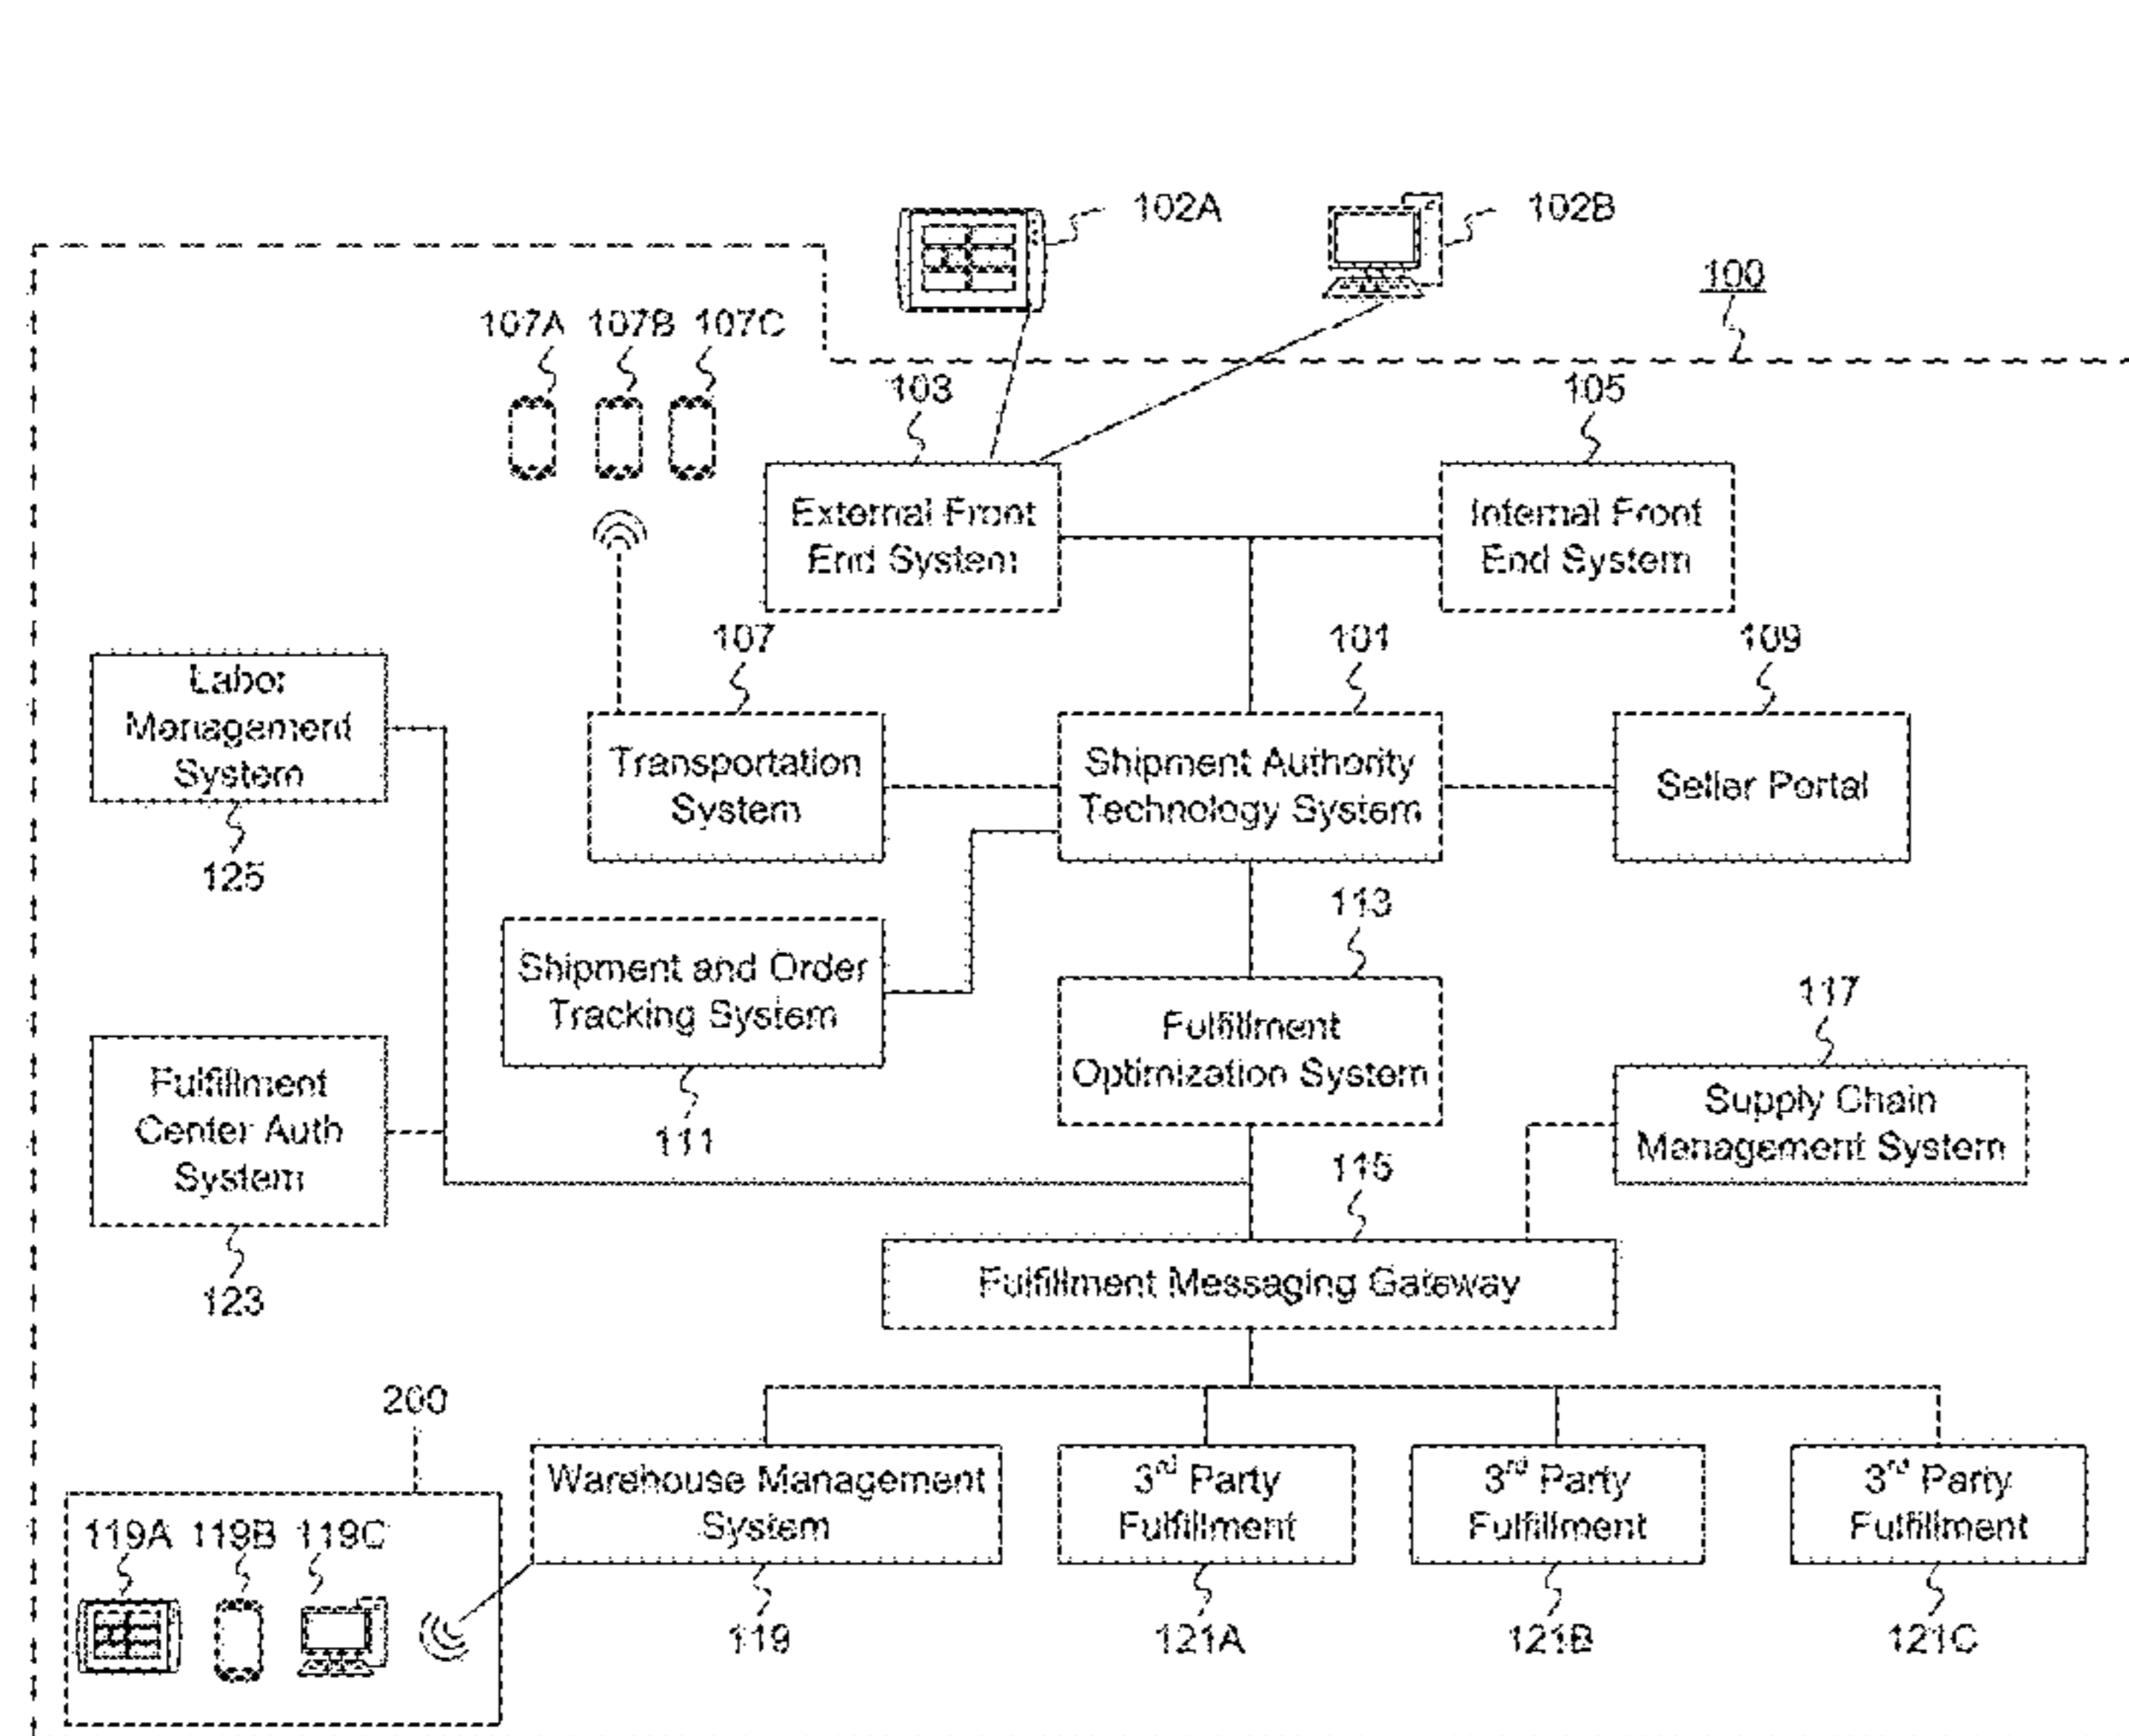 102A
102B
100
107A 107B 107C
103
105
External Front
End System
Internal Front
End System
107
101
109
Labor
Management
System
Transportation
System
Shipment Authority
Technology System
Seller Portal
125
113
Shipment and Order
Tracking System
117
Fulfillment
Optimization System
Fulfillment
Center Auth
System
Supply Chain
Management System
111
115
123
Fulfillment Messaging Gateway
200
Warehouse Management
System
3rd Party
Fulfillment
3rd Party
Fulfillment
3rd Party
Fulfillment
119A 119B 119C
119
121A
121B
121C